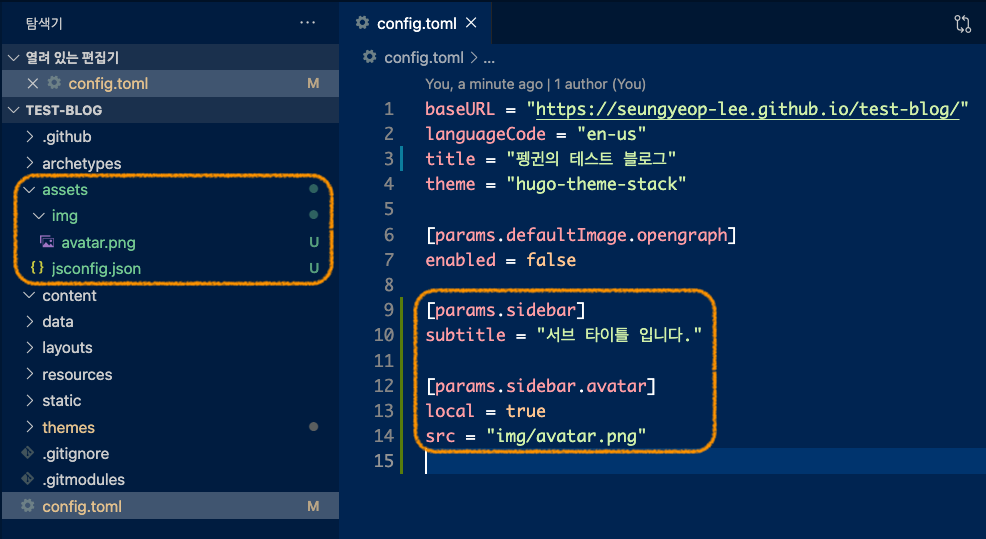 탐색기
열려 있는 편집기
config.toml M
TEST-BLOG
.github
archetypes
assets
img
avatar.png U
{} jsconfig.json U
content
data
layouts
resources
static
themes
.gitignore
.gitmodules
config.toml M
config.toml
config.toml > ...
You, a minute ago | 1 author (You)
1 baseURL = "https://seungyeop-lee.github.io/test-blog/"
2 languageCode = "en-us"
3 title = "펭귄의 테스트 블로그"
4 theme = "hugo-theme-stack"
5
6 [params.defaultImage.opengraph]
7 enabled = false
8
9 [params.sidebar]
10 subtitle = "서브 타이틀 입니다."
11
12 [params.sidebar.avatar]
13 local = true
14 src = "img/avatar.png"
15